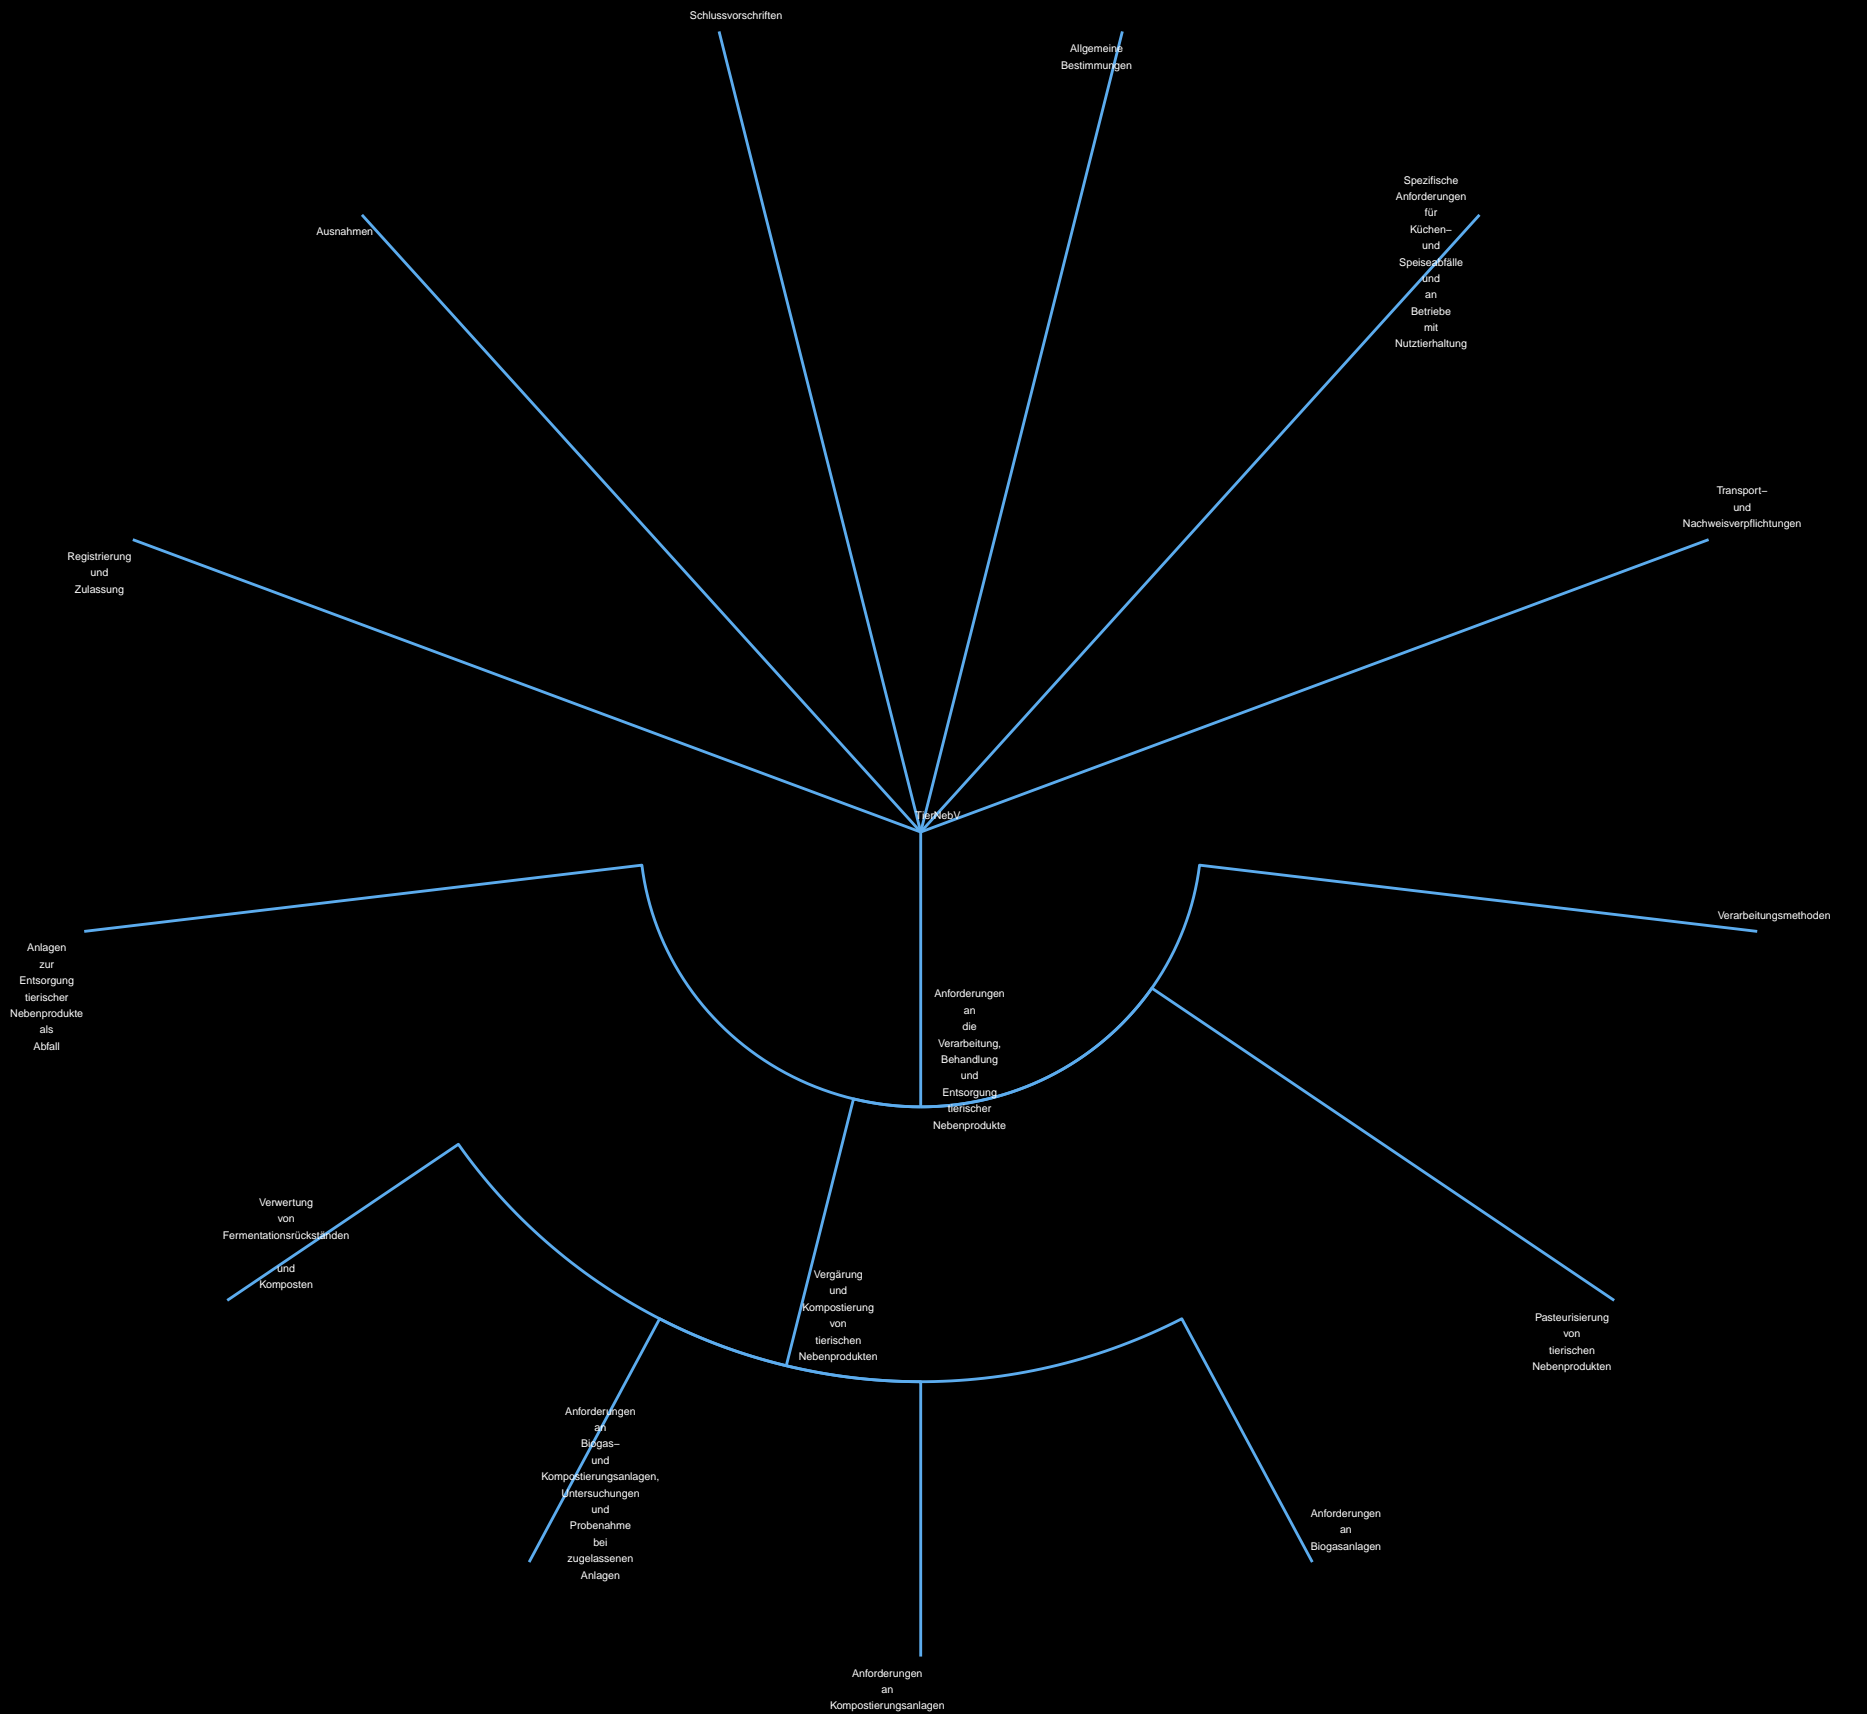 Schlussvorschriften
Allgemeine
Bestimmungen
Spezifische
Anforderungen
für
Küchen–
und
Speiseabfälle
und
an
Betriebe
mit
Nutztierhaltung
Ausnahmen
Transport–
und
Nachweisverpflichtungen
Registrierung
und
Zulassung
TierNebV
Verarbeitungsmethoden
Anlagen
zur
Entsorgung
tierischer
Nebenprodukte
als
Abfall
Anforderungen
an
die
Verarbeitung,
Behandlung
und
Entsorgung
tierischer
Nebenprodukte
Verwertung
von
Fermentationsrückständen
und
Komposten
Vergärung
und
Kompostierung
von
tierischen
Nebenprodukten
Pasteurisierung
von
tierischen
Nebenprodukten
Anforderungen
an
Biogas–
und
Kompostierungsanlagen,
Untersuchungen
und
Probenahme
bei
zugelassenen
Anlagen
Anforderungen
an
Biogasanlagen
Anforderungen
an
Kompostierungsanlagen